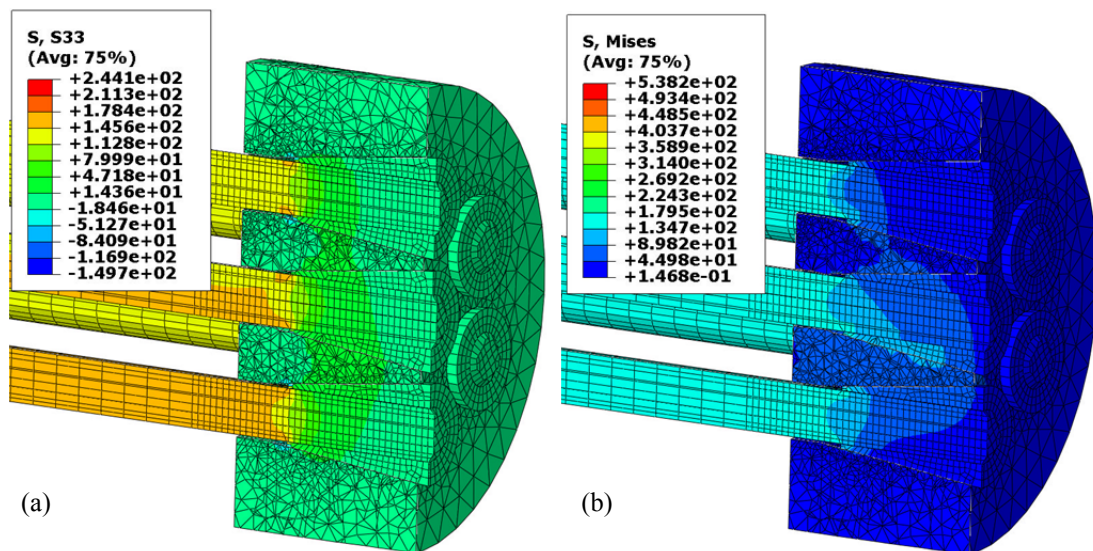 S, S33
(Avg: 75%)
+2.441e+02
+2.113e+02
+1.784e+02
+1.456e+02
+1.128e+02
+7.999e+01
+4.718e+01
+1.436e+01
-1.846e+01
-5.127e+01
-8.409e+01
-1.169e+02
-1.497e+02
(a)
S, Mises
(Avg: 75%)
+5.382e+02
+4.934e+02
+4.485e+02
+4.037e+02
+3.589e+02
+3.140e+02
+2.692e+02
+2.243e+02
+1.795e+02
+1.347e+02
+8.982e+01
+4.498e+01
+1.468e-01
(b)